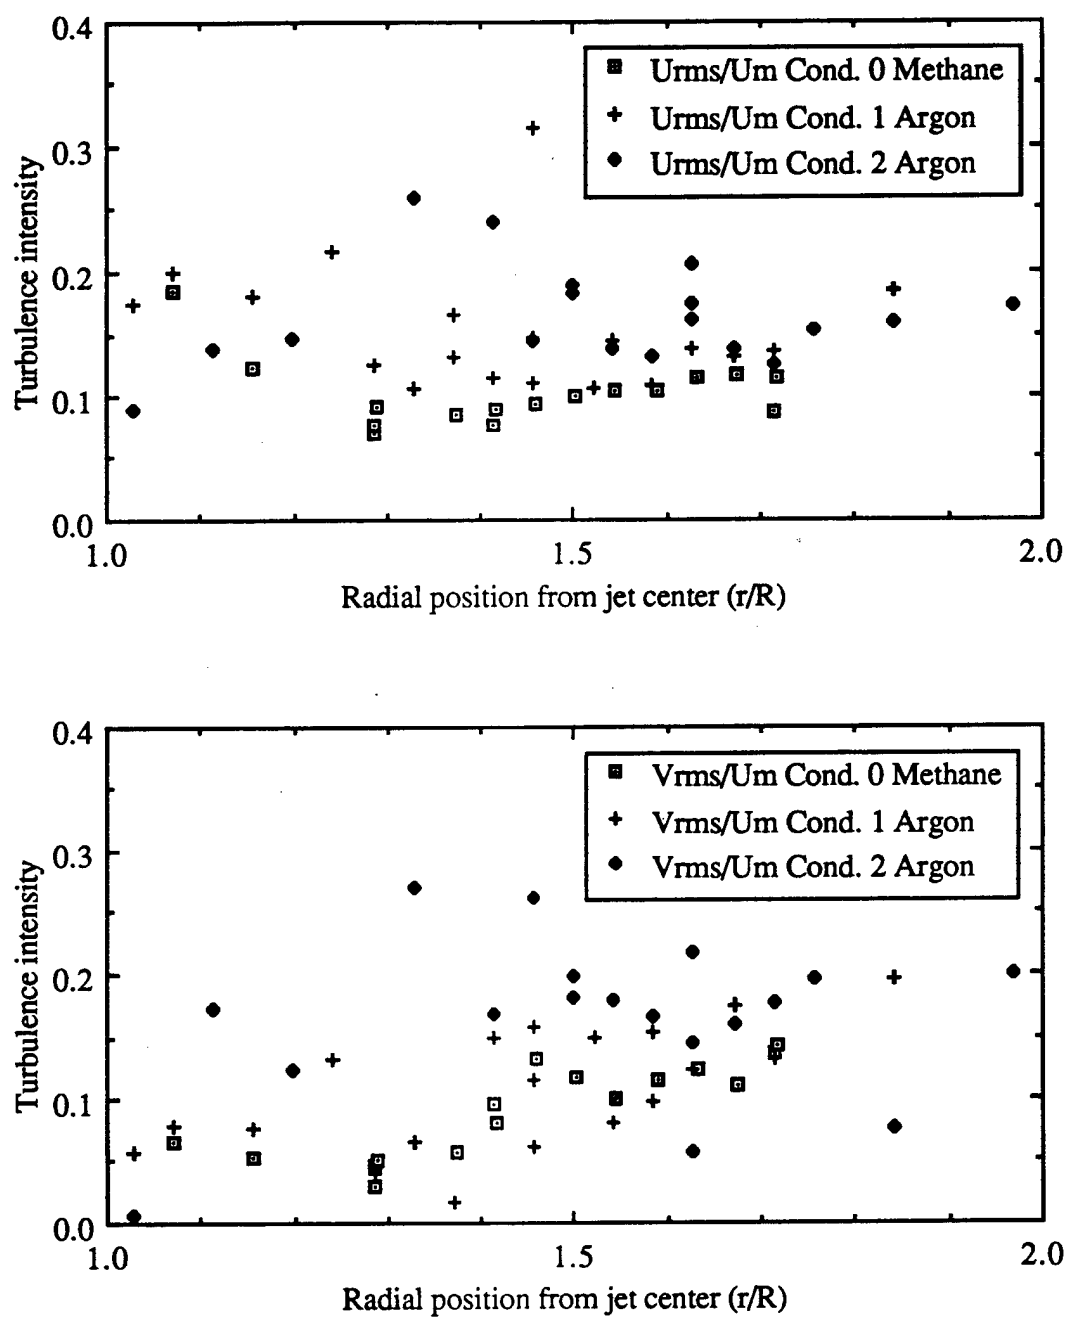 0.4
Urms/Um Cond. 0 Methane
Urms/Um Cond. 1 Argon
Urms/Um Cond. 2 Argon
0.3
0.2
0.1
0.0
Turbulence intensity
1.0 1.5 2.0
Radial position from jet center (r/R)
0.4
Vrms/Um Cond. 0 Methane
Vrms/Um Cond. 1 Argon
Vrms/Um Cond. 2 Argon
0.3
0.2
0.1
0.0
Turbulence intensity
1.0 1.5 2.0
Radial position from jet center (r/R)